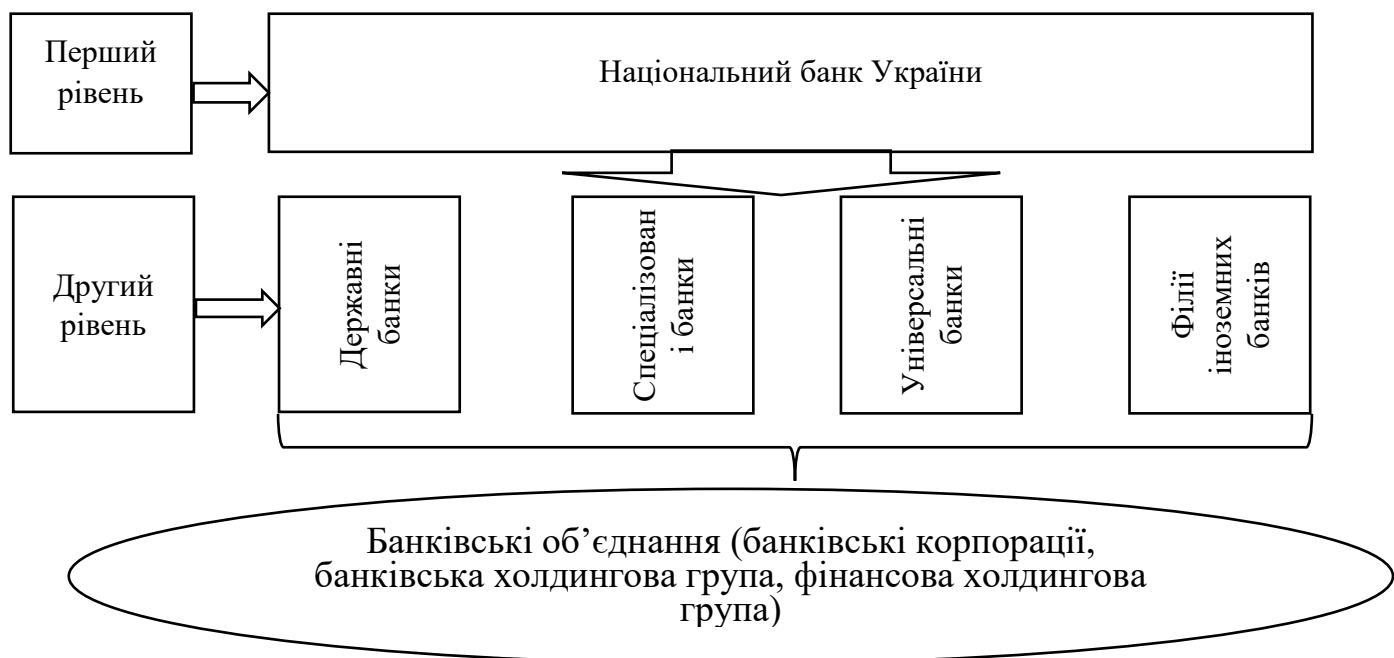 Перший
рівень
Національний банк України
Другий
рівень
Державні
банки
Спеціалізован
і банки
Універсальні
банки
Філії
іноземних
банків
Банківські об’єднання (банківські корпорації,
банківська холдингова група, фінансова холдингова
група)